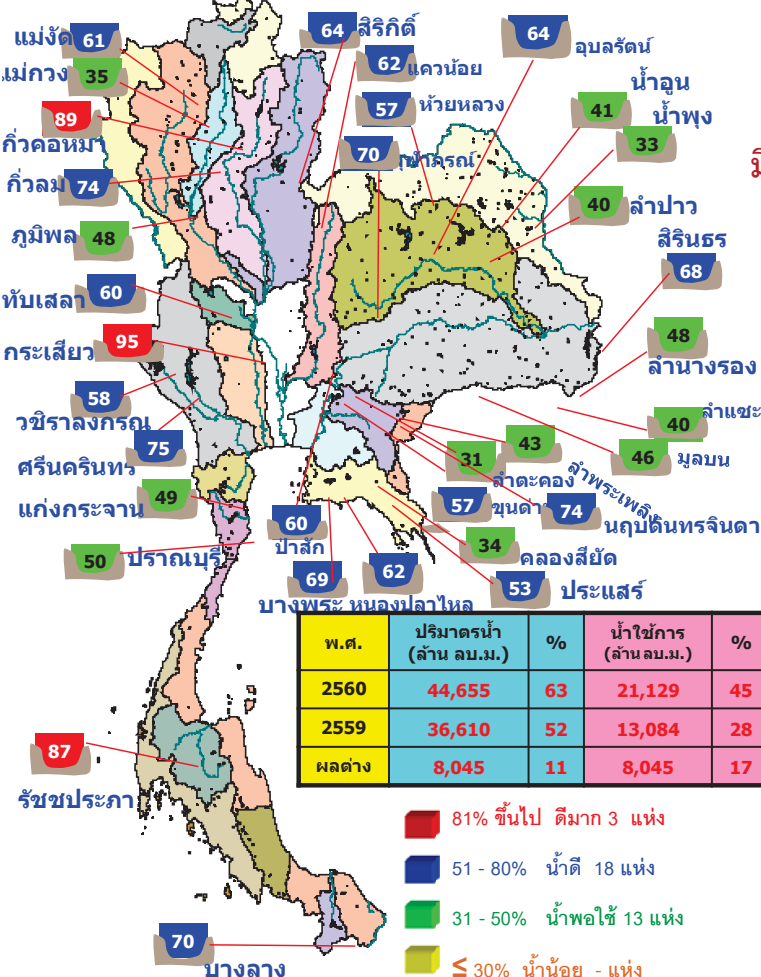 แม่งัด 61
แม่กวง 35
89
กิ่วคอหมา
กิ่วลม 74
ภูมิพล 48
ทับเสลา 60
กระเสียว 95
58
วชิราลงกรณ
75
ศรีนครินทร์
แก่งกระจาน 49
50 ปราณบุรี
64 สิริกิติ์
62 แควน้อย
57 ห้วยหลวง
70
64 อุบลรัตน์
น้ำอูน
41 น้ำพุง
33
40 ลำปาว
สิรินธร
68
48
ลำนางรอง
40 ลำแชะ
46 มูลบน
43
31
ลำตะคอง
ลำพระเพลิง
57 ขุนด่าน
74 นฤบดินทรจินดา
34 คลองสียัด
53 ประแสร์
60
ป่าสัก
69 62
บางพระ หนองปลาไหล
พ.ศ. ปริมาตรน้ำ (ล้าน ลบ.ม.) % น้ำใช้การ (ล้าน ลบ.ม.) %
2560 44,655 63 21,129 45
2559 36,610 52 13,084 28
ผลต่าง 8,045 11 8,045 17
87
รัชชประภา
81% ขึ้นไป ดีมาก 3 แห่ง
51 - 80% น้ำดี 18 แห่ง
31 - 50% น้ำพอใช้ 13 แห่ง
≤ 30% น้ำน้อย - แห่ง
70
บางลาง